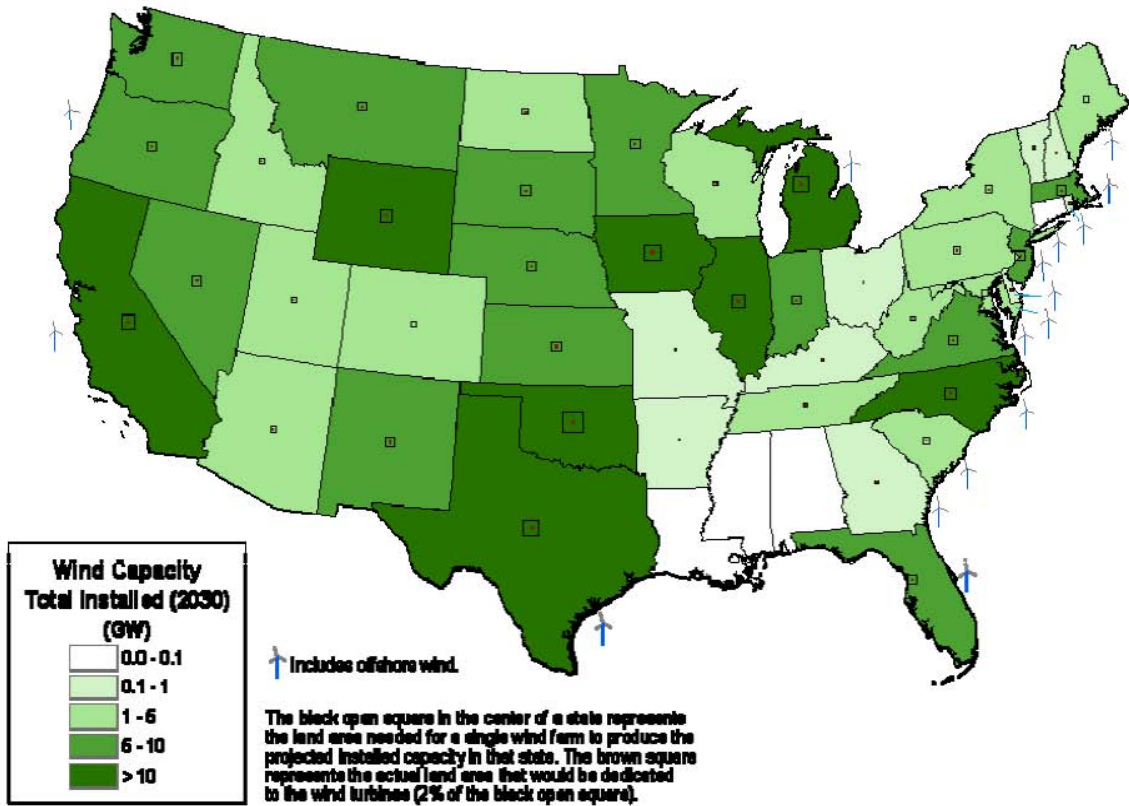 Wind Capacity
Total Installed (2030)
(GW)
0.0 - 0.1
0.1 - 1
1 - 5
5 - 10
> 10
Includes offshore wind.
The black open square in the center of a state represents
the land area needed for a single wind farm to produce the
projected installed capacity in that state. The brown square
represents the actual land area that would be dedicated
to the wind turbines (2% of the black open square).